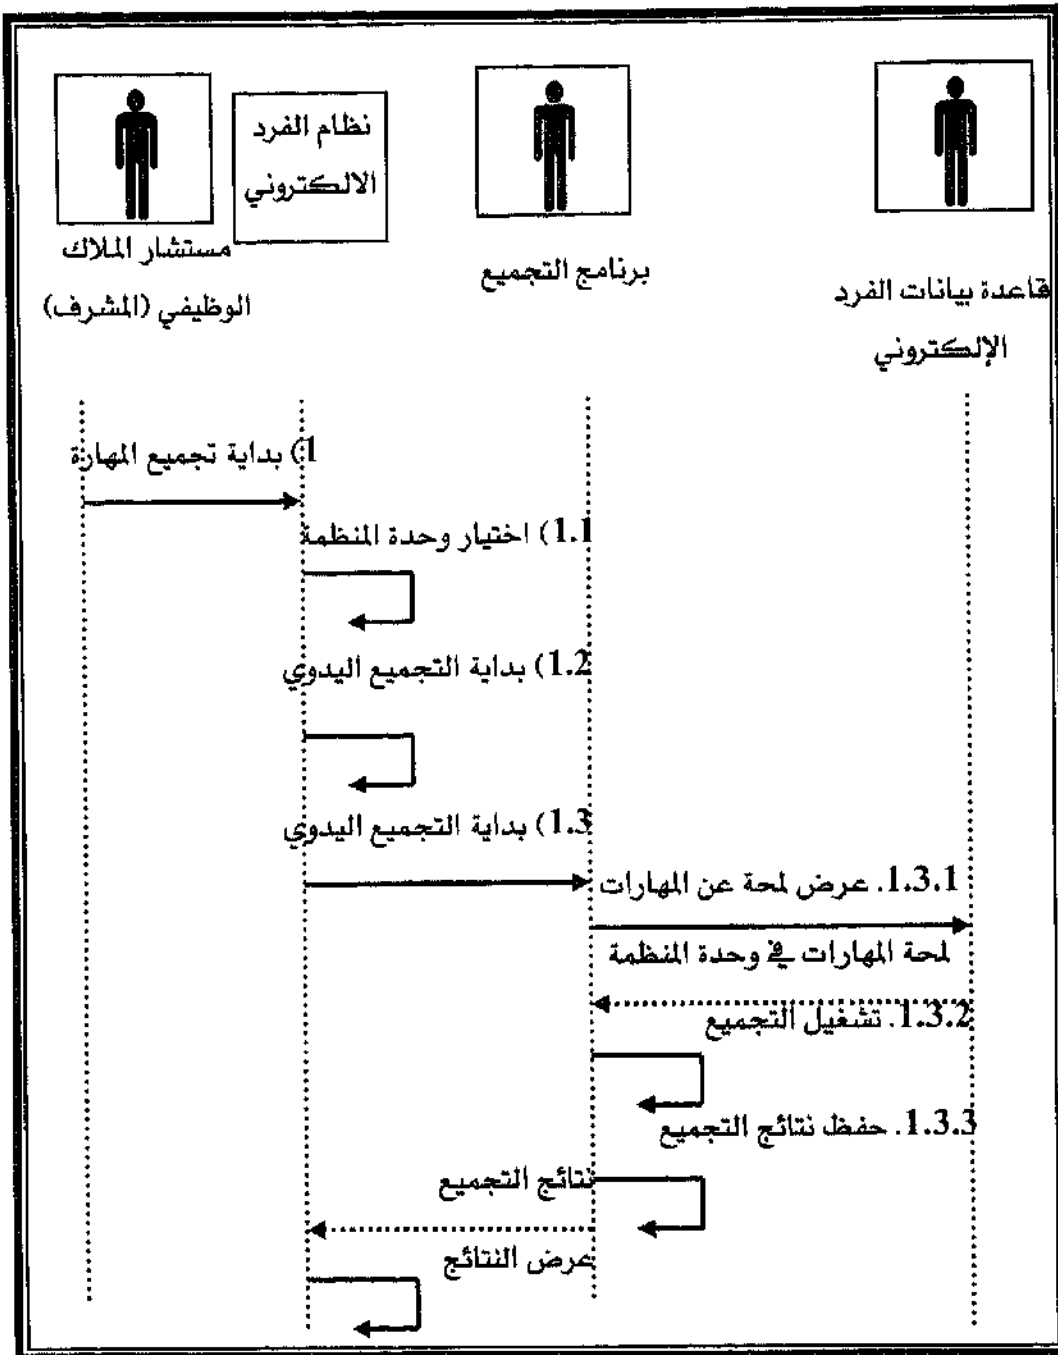 نظام الفرد
الالكتروني
مستشار الملاك
الوظيفي (المشرف)
برنامج التجميع
قاعدة بيانات الفرد
الإلكتروني
1) بداية تجميع المهارة
1.1) اختيار وحدة المنظمة
1.2) بداية التجميع اليدوي
1.3) بداية التجميع اليدوي
1.3.1. عرض لمحة عن المهارات
لمحة المهارات في وحدة المنظمة
1.3.2. تشغيل التجميع
1.3.3. حفظ نتائج التجميع
نتائج التجميع
عرض النتائج